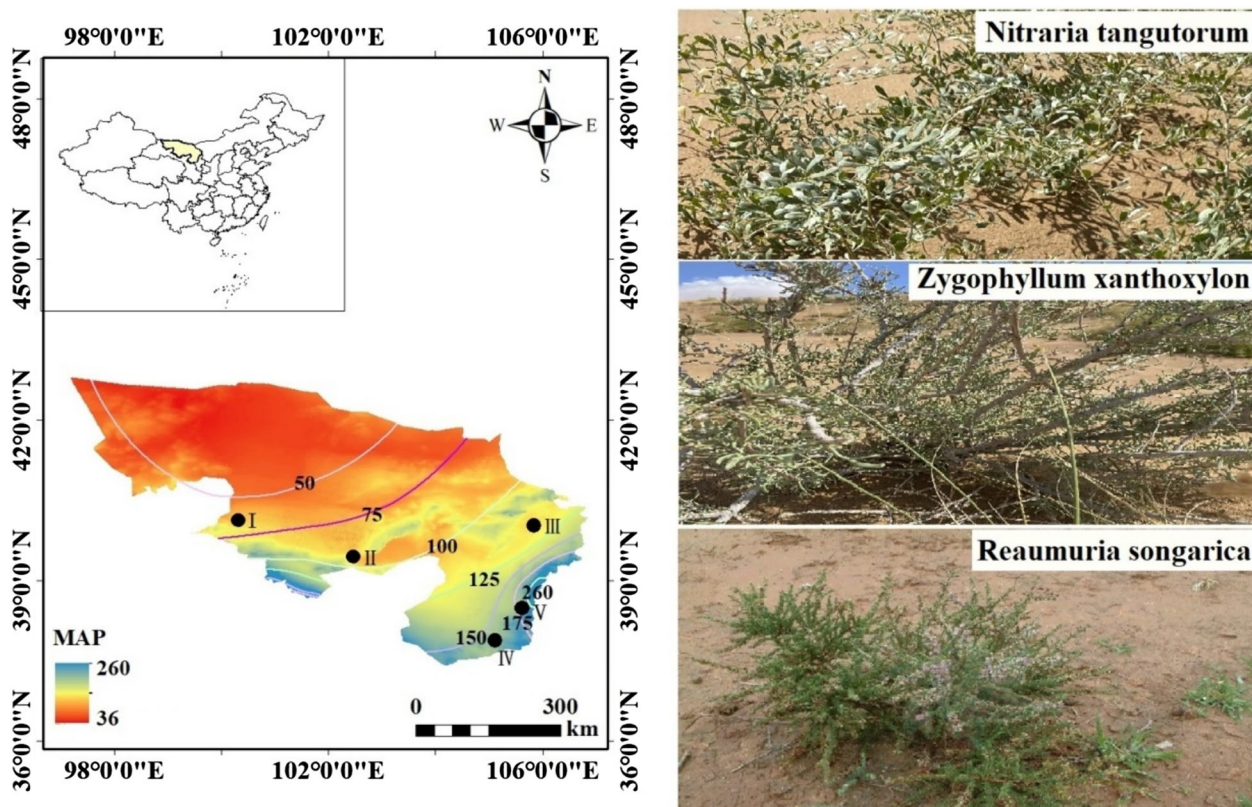 98°0'0"E 102°0'0"E 106°0'0"E
48°0'0"N
45°0'0"N
42°0'0"N
39°0'0"N
36°0'0"N
N
W E
S
48°0'0"N
45°0'0"N
42°0'0"N
39°0'0"N
36°0'0"N
50
I
75
II
100
III
125
260
V
175
150
IV
MAP
260
36
0 300
km
98°0'0"E 102°0'0"E 106°0'0"E
Nitraria tangutorum
Zygophyllum xanthoxylon
Reaumuria songarica